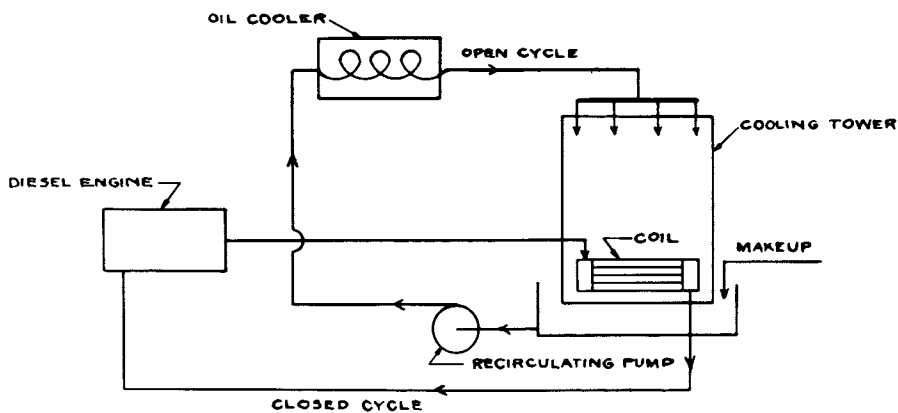 OIL COOLER
OPEN CYCLE
COOLING TOWER
DIESEL ENGINE
COIL
MAKEUP
RECIRCULATING PUMP
CLOSED CYCLE